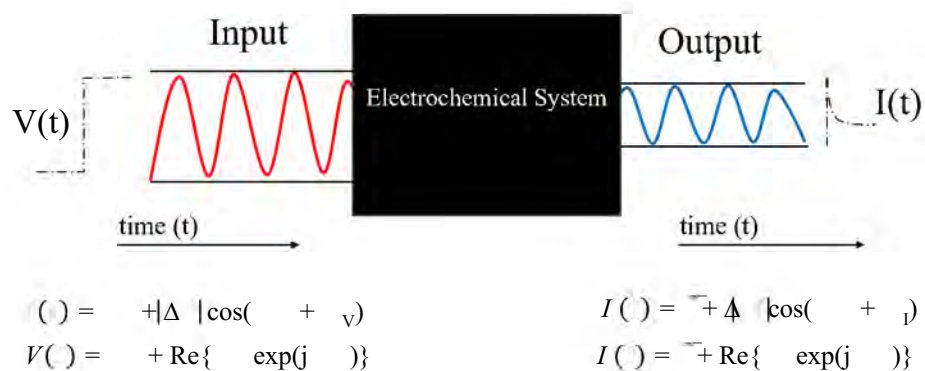 Input
Output
Electrochemical System
V(t)
I(t)
time (t)
time (t)
( ) = +|Δ |cos( + V)
I ( ) = + Δ | |cos( + I)
V( ) = + Re{ exp(j )}
I ( ) = + Re{ exp(j )}